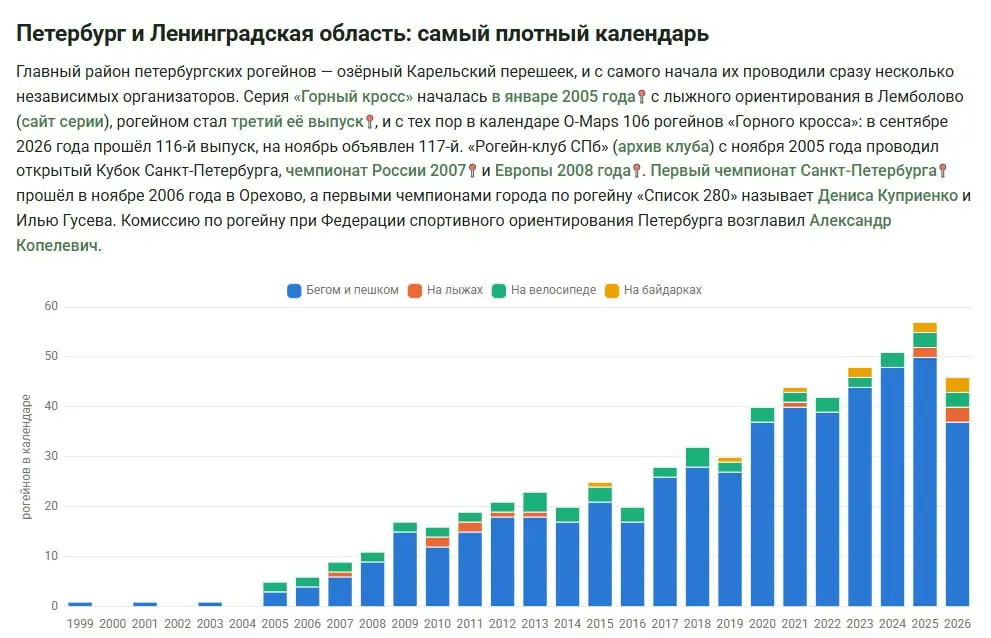 Петербург и Ленинградская область: самый плотный календарь
Главный район петербургских рогейнов — озёрный Карельский перешеек, и с самого начала их проводили сразу несколько
независимых организаторов. Серия «Горный кросс» началась в январе 2005 года с лыжного ориентирования в Лемболово
(сайт серии), рогейном стал третий её выпуск, и с тех пор в календаре O-Maps 106 рогейнов «Горного кросса»: в сентябре
2026 года прошёл 116-й выпуск, на ноябрь объявлен 117-й. «Рогейн-клуб СПб» (архив клуба) с ноября 2005 года проводил
открытый Кубок Санкт-Петербурга, чемпионат России 2007 и Европы 2008 года. Первый чемпионат Санкт-Петербурга
прошёл в ноябре 2006 года в Орехово, а первыми чемпионами города по рогейну «Список 280» называет Дениса Куприенко и
Илью Гусева. Комиссию по рогейну при Федерации спортивного ориентирования Петербурга возглавил Александр
Копелевич.
Бегом и пешком На лыжах На велосипеде На байдарках
рогейнов в календаре
60
50
40
30
20
10
0
1999 2000 2001 2002 2003 2004 2005 2006 2007 2008 2009 2010 2011 2012 2013 2014 2015 2016 2017 2018 2019 2020 2021 2022 2023 2024 2025 2026